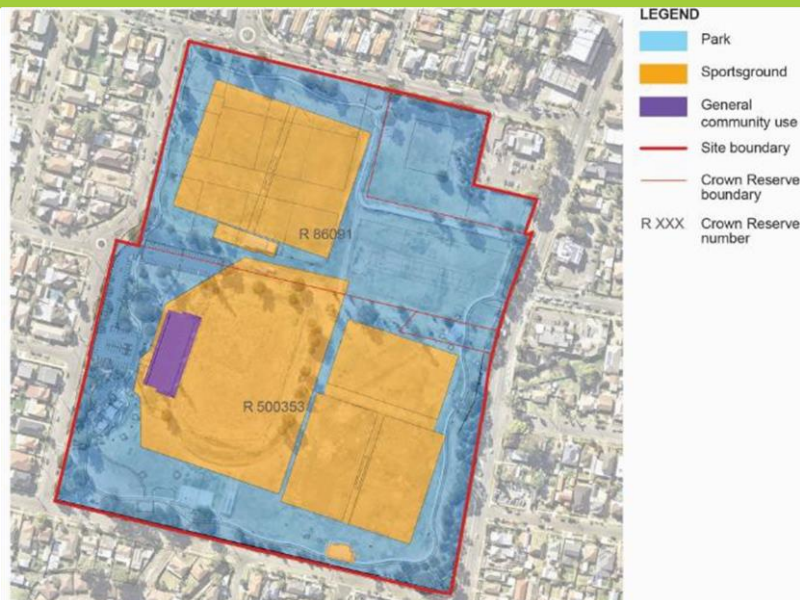 LEGEND
Park
Sportsground
General
community use
Site boundary
Crown Reserve
boundary
R XXX Crown Reserve
number
R 86091
R 500353